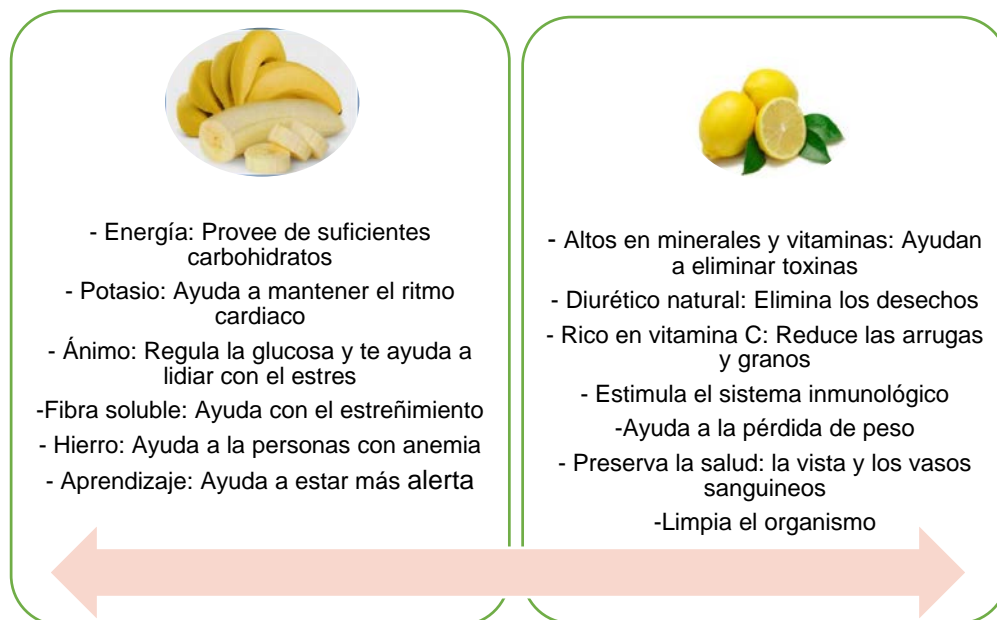 - Energía: Provee de suficientes
carbohidratos
- Potasio: Ayuda a mantener el ritmo
cardiaco
- Ánimo: Regula la glucosa y te ayuda a
lidiar con el estres
-Fibra soluble: Ayuda con el estreñimiento
- Hierro: Ayuda a la personas con anemia
- Aprendizaje: Ayuda a estar más alerta
- Altos en minerales y vitaminas: Ayudan
a eliminar toxinas
- Diurético natural: Elimina los desechos
- Rico en vitamina C: Reduce las arrugas
y granos
- Estimula el sistema inmunológico
-Ayuda a la pérdida de peso
- Preserva la salud: la vista y los vasos
sanguineos
-Limpia el organismo